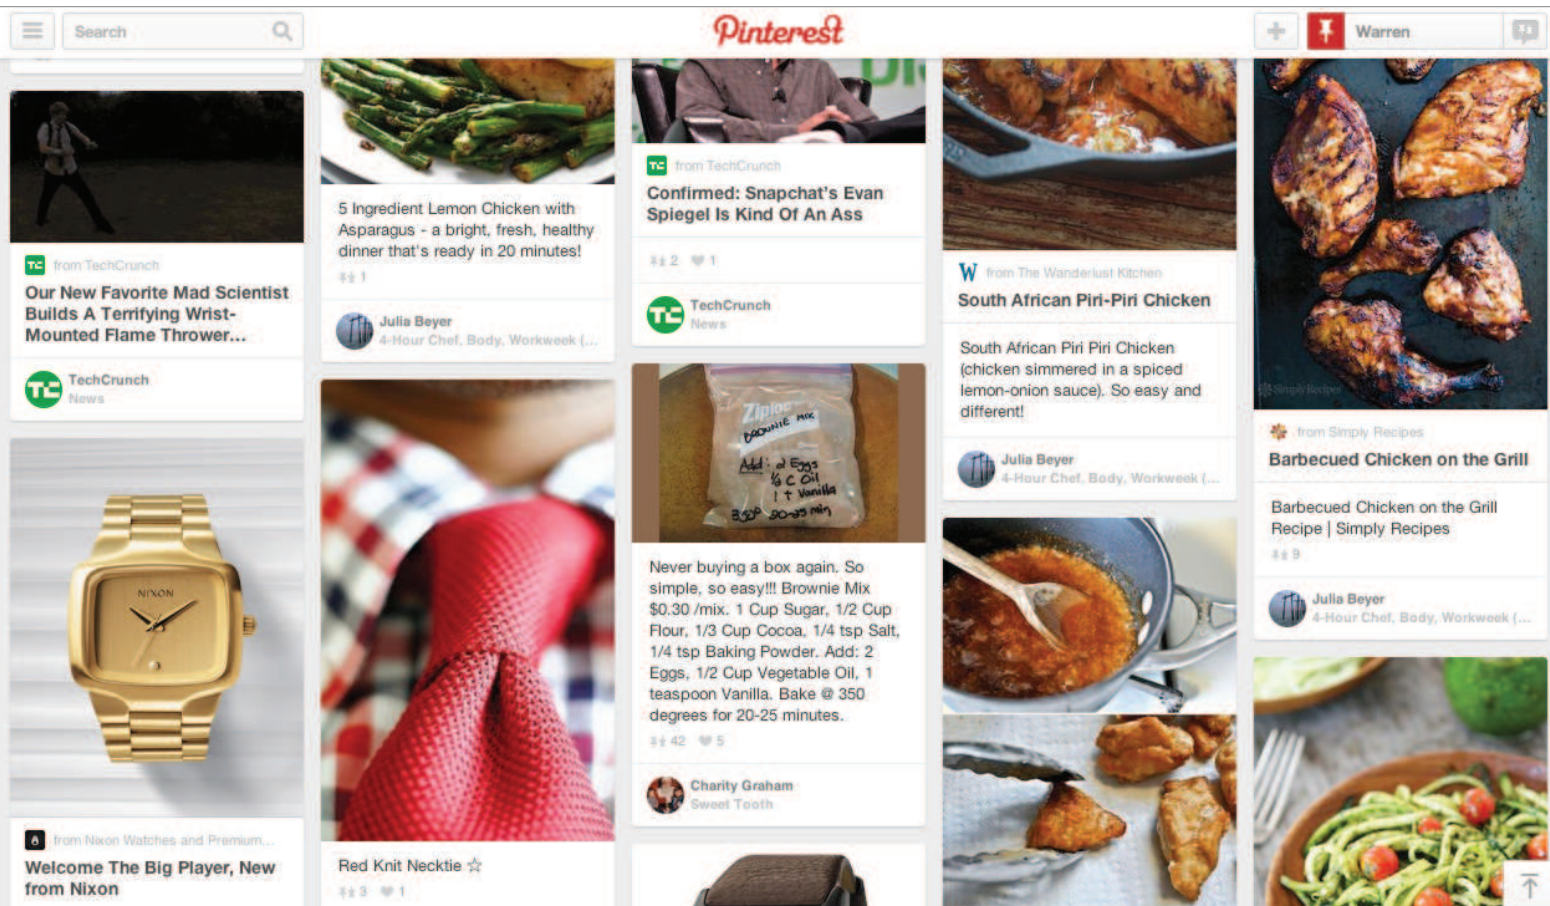 Search
Pinterest
Warren
from TechCrunch
Our New Favorite Mad Scientist
Builds A Terrifying Wrist-
Mounted Flame Thrower...
TechCrunch
News
NIXON
from Nixon Watches and Premium...
Welcome The Big Player, New
from Nixon
5 Ingredient Lemon Chicken with
Asparagus - a bright, fresh, healthy
dinner that's ready in 20 minutes!
1
Julia Beyer
4-Hour Chef, Body, Workweek (...
Red Knit Necktie ☆
3 1
from TechCrunch
Confirmed: Snapchat's Evan
Spiegel Is Kind Of An Ass
2 1
TechCrunch
News
Ziploc
BROWNIE MIX
Add: 2 Eggs
½ C Oil
1 t Vanilla
350° 20-25 min
Never buying a box again. So
simple, so easy!!! Brownie Mix
$0.30 /mix. 1 Cup Sugar, 1/2 Cup
Flour, 1/3 Cup Cocoa, 1/4 tsp Salt,
1/4 tsp Baking Powder. Add: 2
Eggs, 1/2 Cup Vegetable Oil, 1
teaspoon Vanilla. Bake @ 350
degrees for 20-25 minutes.
42 5
Charity Graham
Sweet Tooth
W from The Wanderlust Kitchen
South African Piri-Piri Chicken
South African Piri Piri Chicken
(chicken simmered in a spiced
lemon-onion sauce). So easy and
different!
Julia Beyer
4-Hour Chef, Body, Workweek (...
Simply Recipes
from Simply Recipes
Barbecued Chicken on the Grill
Barbecued Chicken on the Grill
Recipe | Simply Recipes
9
Julia Beyer
4-Hour Chef, Body, Workweek (...